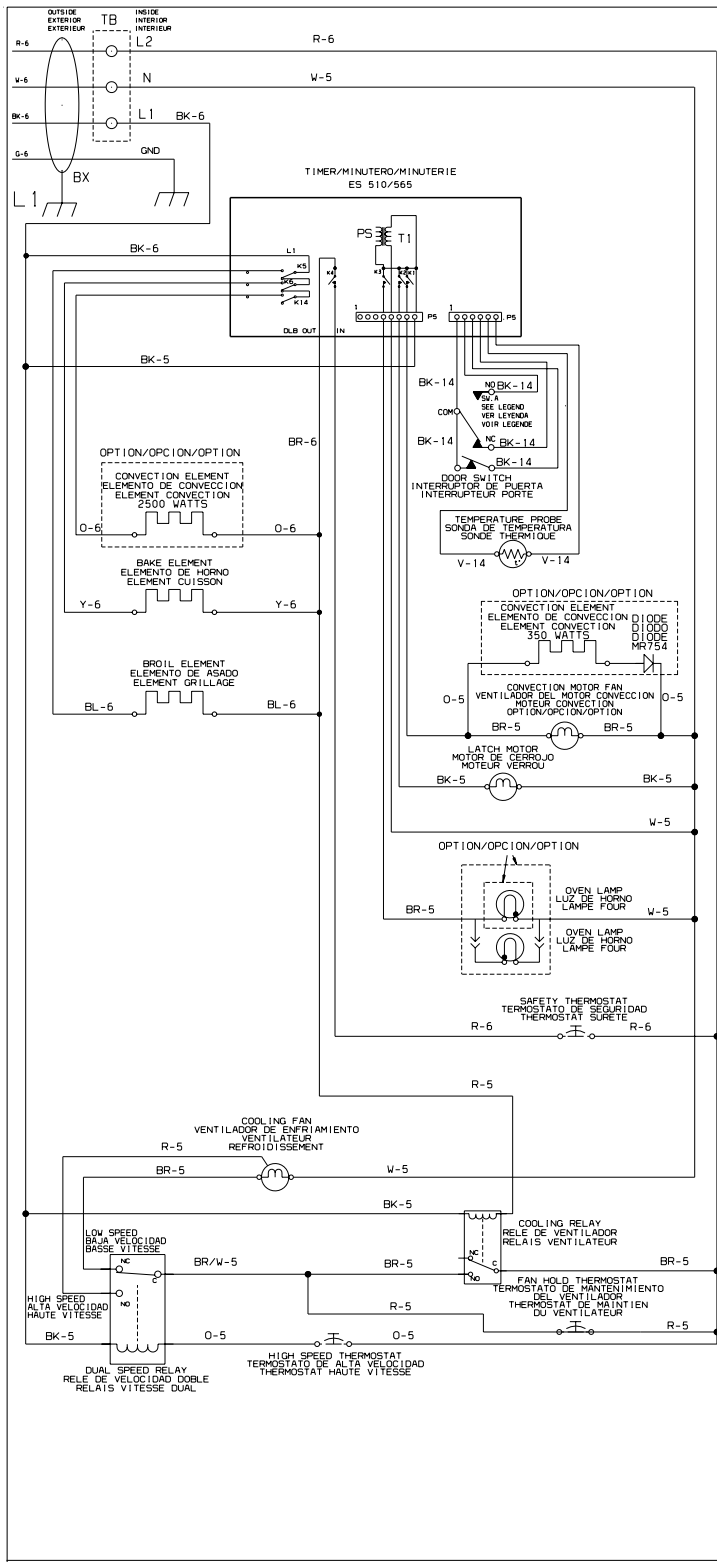 OUTSIDE
EXTERIOR
EXTERIEUR
TB
INSIDE
INTERIOR
INTERIEUR
R-6
L2
R-6
W-6
N
W-5
BK-6
L1
BK-6
G-6
GND
BX
L1
TIMER/MINUTERO/MINUTERIE
ES 510/565
PS
T1
BK-6
L1
K5
K6
K14
K4
K3
K2
K1
1
P5
1
P5
DLB OUT
IN
BK-5
BK-14
NO
BK-14
SW.A
SEE LEGEND
VER LEYENDA
VOIR LEGENDE
COM
BR-6
BK-14
NC
BK-14
BK-14
DOOR SWITCH
INTERRUPTOR DE PUERTA
INTERRUPTEUR PORTE
OPTION/OPCION/OPTION
CONVECTION ELEMENT
ELEMENTO DE CONVECCION
ELEMENT CONVECTION
2500 WATTS
O-6
O-6
TEMPERATURE PROBE
SONDA DE TEMPERATURA
SONDE THERMIQUE
V-14
t°
V-14
BAKE ELEMENT
ELEMENTO DE HORNO
ELEMENT CUISSON
Y-6
Y-6
OPTION/OPCION/OPTION
CONVECTION ELEMENT
ELEMENTO DE CONVECCION
ELEMENT CONVECTION
350 WATTS
DIODE
DIODO
DIODE
MR754
BROIL ELEMENT
ELEMENTO DE ASADO
ELEMENT GRILLAGE
BL-6
BL-6
O-5
O-5
CONVECTION MOTOR FAN
VENTILADOR DEL MOTOR CONVECCION
MOTEUR CONVECTION
OPTION/OPCION/OPTION
BR-5
BR-5
LATCH MOTOR
MOTOR DE CERROJO
MOTEUR VERROU
BK-5
BK-5
W-5
OPTION/OPCION/OPTION
OVEN LAMP
LUZ DE HORNO
LAMPE FOUR
BR-5
W-5
OVEN LAMP
LUZ DE HORNO
LAMPE FOUR
SAFETY THERMOSTAT
TERMOSTATO DE SEGURIDAD
THERMOSTAT SURETE
R-6
R-6
R-5
COOLING FAN
VENTILADOR DE ENFRIAMIENTO
VENTILATEUR
REFROIDISSEMENT
R-5
BR-5
W-5
BK-5
LOW SPEED
BAJA VELOCIDAD
BASSE VITESSE
COOLING RELAY
RELE DE VENTILADOR
RELAIS VENTILATEUR
NC
C
BR/W-5
BR-5
NC
C
NO
BR-5
HIGH SPEED
ALTA VELOCIDAD
HAUTE VITESSE
NO
FAN HOLD THERMOSTAT
TERMOSTATO DE MANTENIMIENTO
DEL VENTILADOR
THERMOSTAT DE MAINTIEN
DU VENTILATEUR
R-5
R-5
BK-5
O-5
O-5
HIGH SPEED THERMOSTAT
TERMOSTATO DE ALTA VELOCIDAD
THERMOSTAT HAUTE VITESSE
DUAL SPEED RELAY
RELE DE VELOCIDAD DOBLE
RELAIS VITESSE DUAL